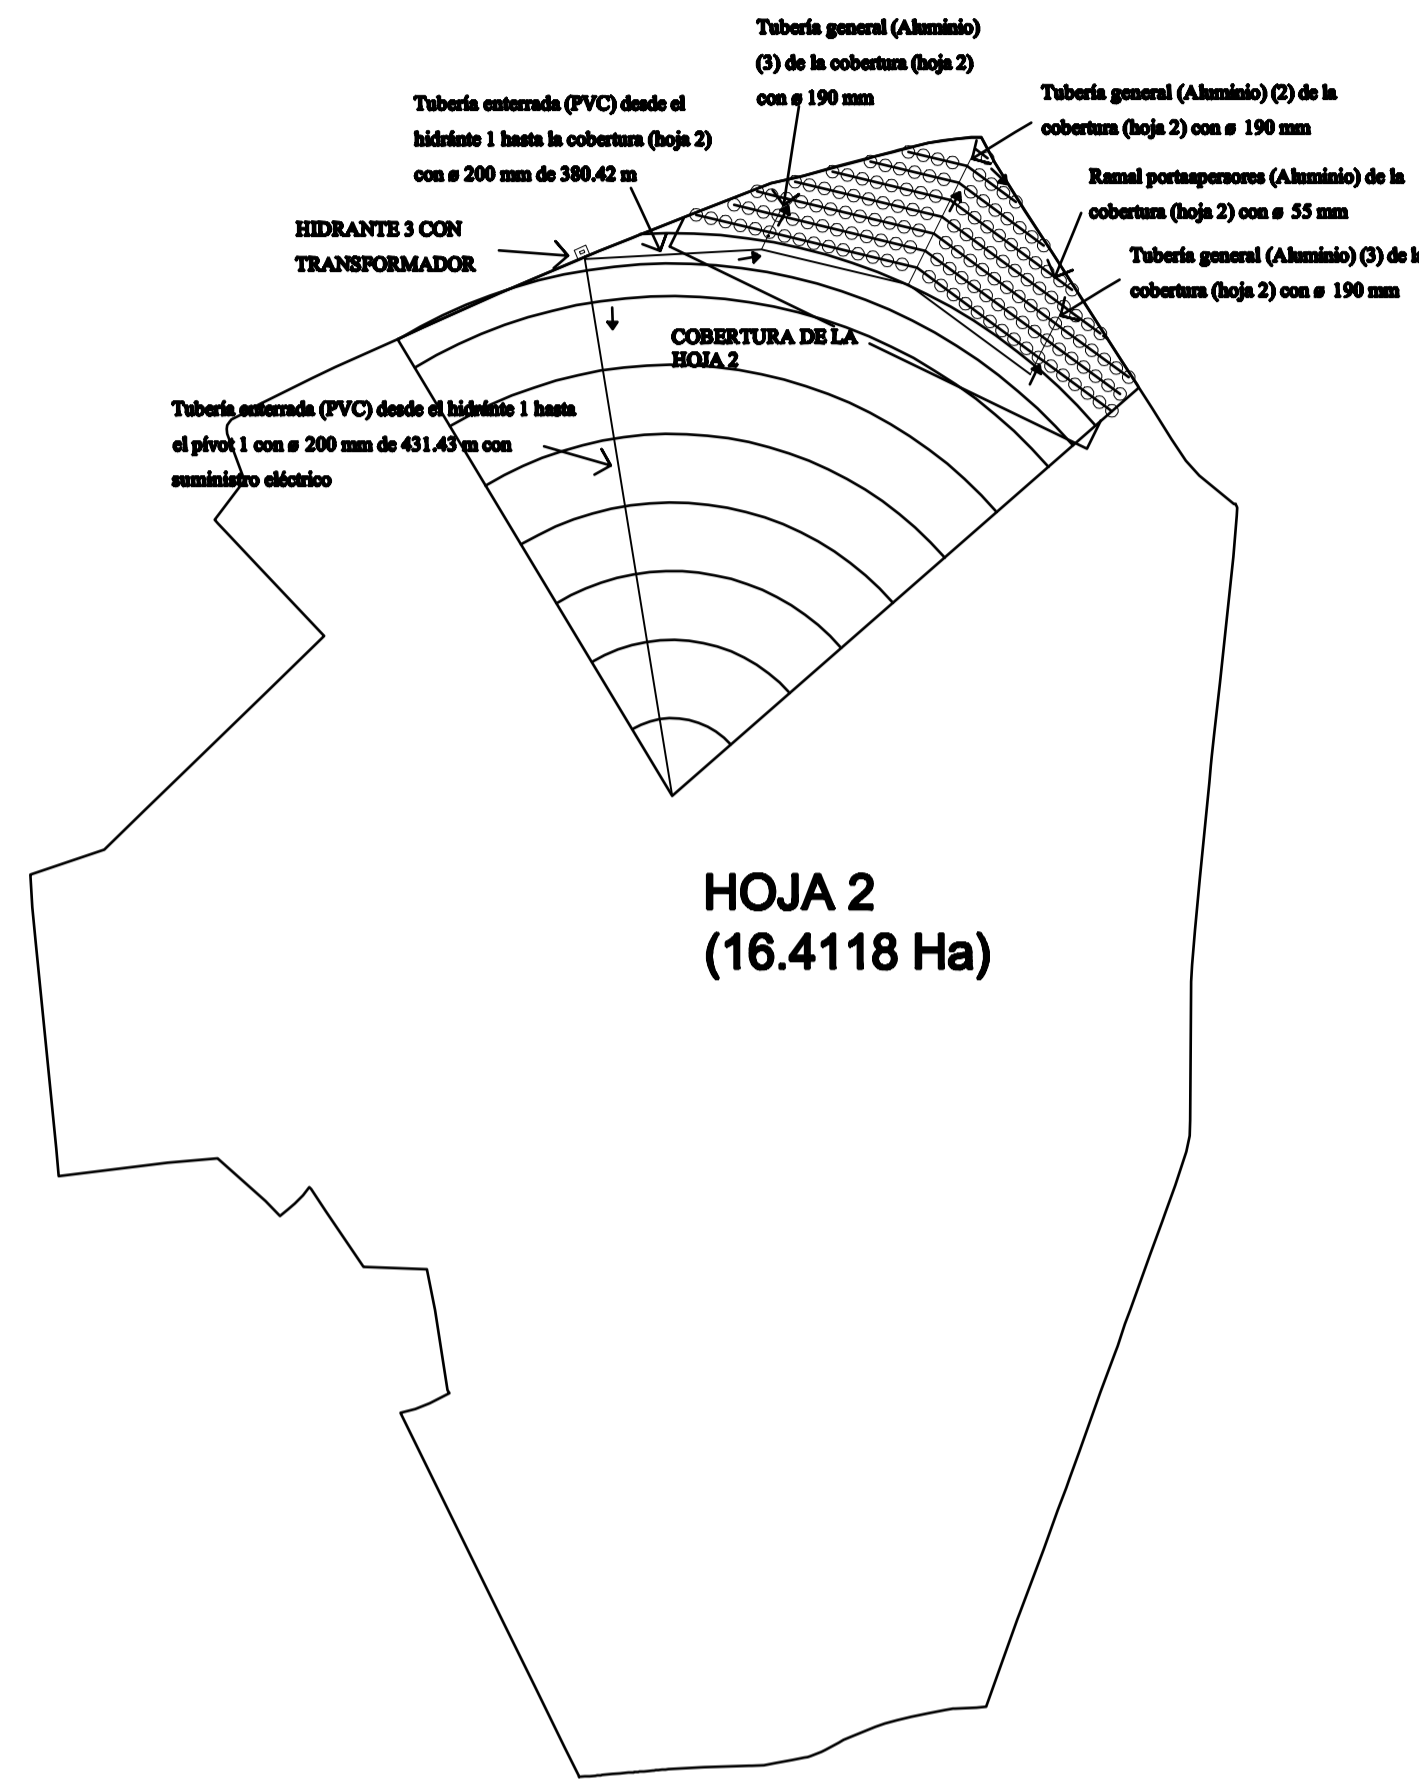 Tubería general (Aluminio)
(3) de la cobertura (hoja 2)
con ø 190 mm
Tubería enterrada (PVC) desde el
hidránte 1 hasta la cobertura (hoja 2)
con ø 200 mm de 380.42 m
Tubería general (Aluminio) (2) de la
cobertura (hoja 2) con ø 190 mm
Ramal portaapersores (Aluminio) de la
cobertura (hoja 2) con ø 55 mm
HIDRANTE 3 CON
TRANSFORMADOR
Tubería general (Aluminio) (3) de la
cobertura (hoja 2) con ø 190 mm
COBERTURA DE LA
HOJA 2
Tubería enterrada (PVC) desde el hidránte 1 hasta
el pívot 1 con ø 200 mm de 431.43 m con
suministro eléctrico
HOJA 2
(16.4118 Ha)